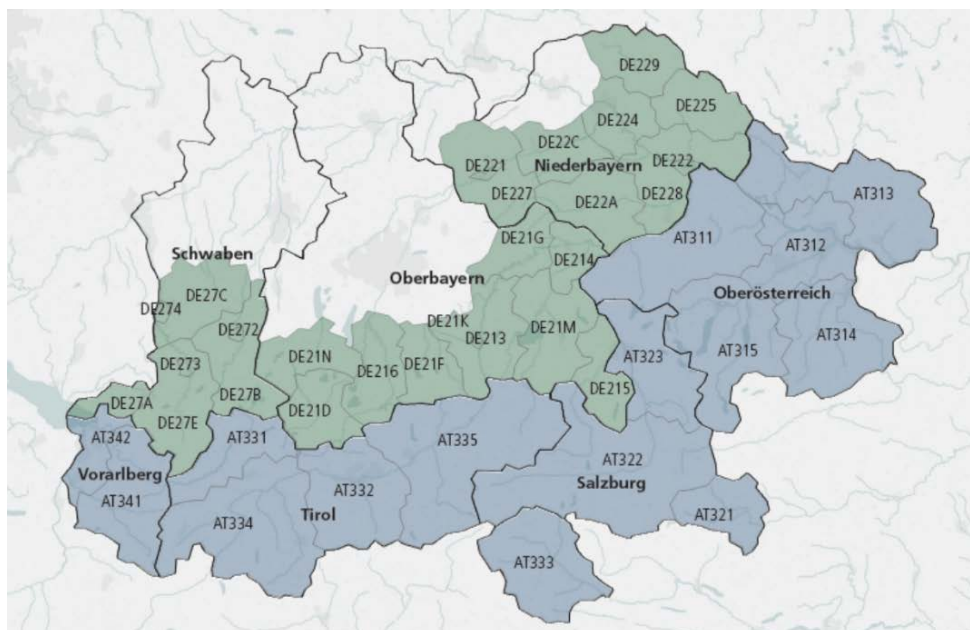 DE229
DE225
DE224
DE22C
DE221
Niederbayern
DE222
DE227
DE22A
DE228
AT313
DE21G
AT311
AT312
Schwaben
DE214
Oberbayern
Oberösterreich
DE27C
DE274
DE272
DE21K
DE213
DE21M
AT314
DE21N
AT323
AT315
DE273
DE216
DE21F
DE215
DE27A
DE27B
DE21D
DE27E
AT342
AT331
AT335
AT322
Vorarlberg
Salzburg
AT332
AT341
Tirol
AT334
AT321
AT333